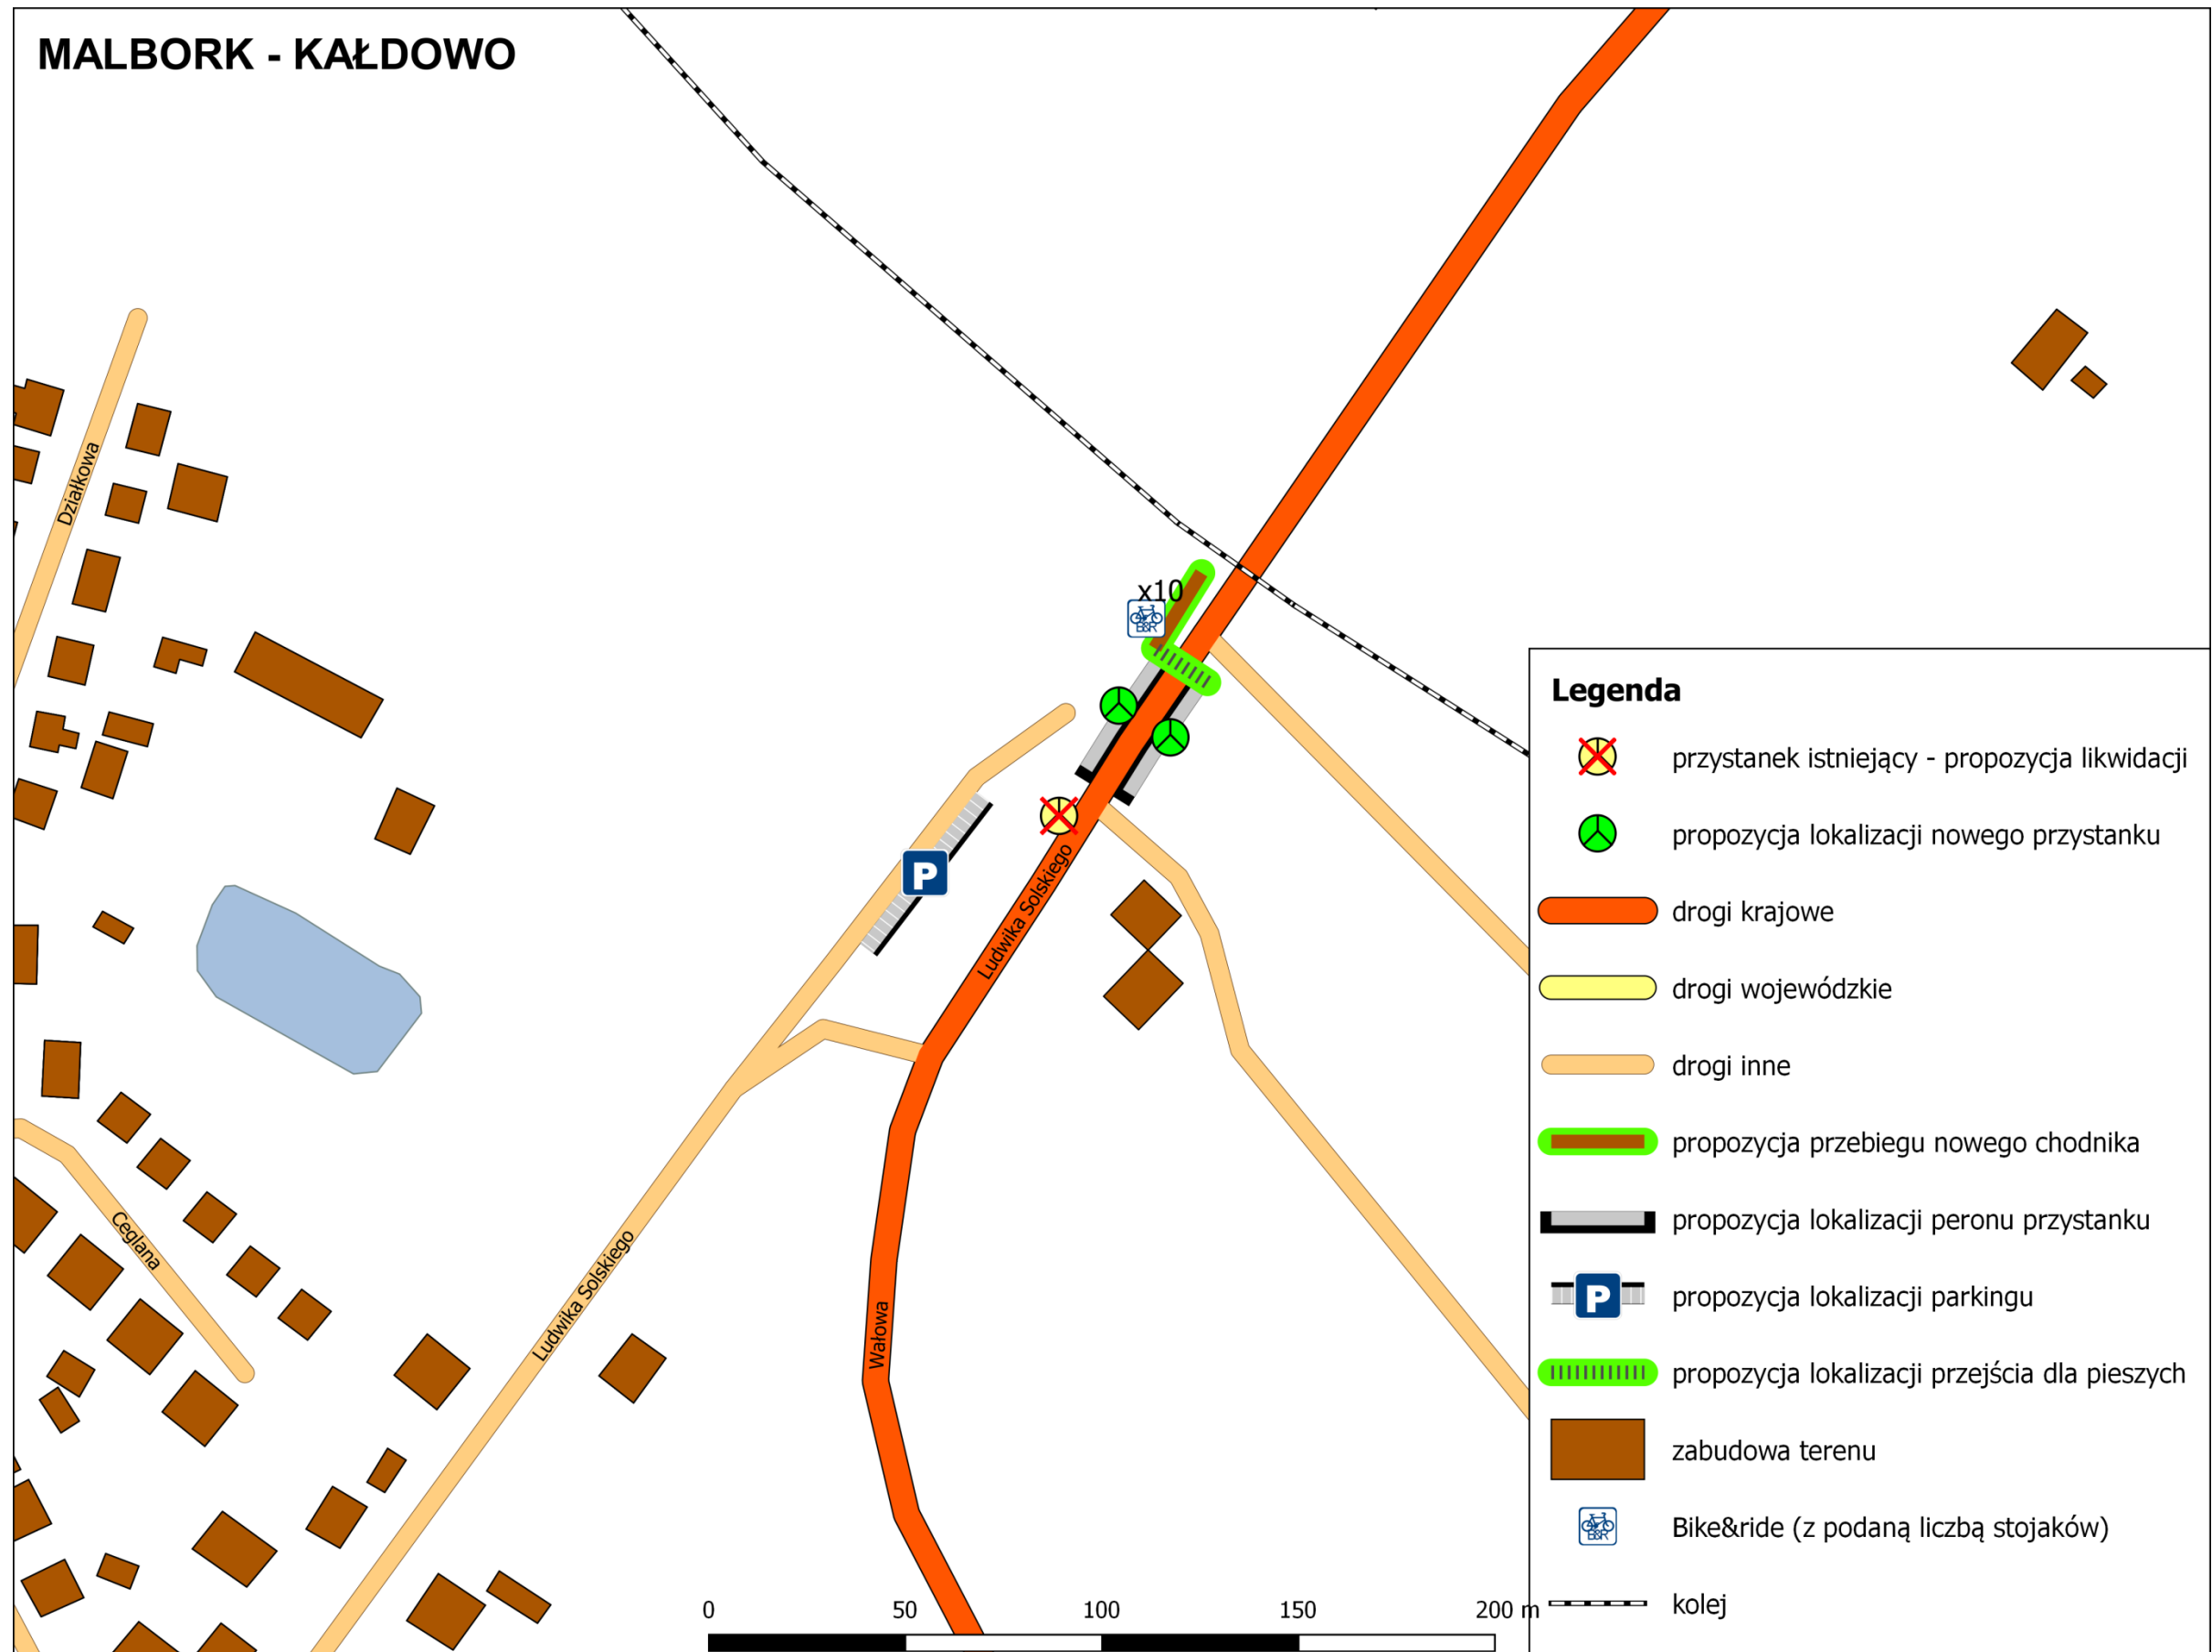 MALBORK - KAŁDOWO
Działkowa
x10
B&R
P
Ludwika Solskiego
Ceglana
Ludwika Solskiego
Wałowa
0 50 100 150 200 m
Legenda
przystanek istniejący - propozycja likwidacji
propozycja lokalizacji nowego przystanku
drogi krajowe
drogi wojewódzkie
drogi inne
propozycja przebiegu nowego chodnika
propozycja lokalizacji peronu przystanku
P propozycja lokalizacji parkingu
propozycja lokalizacji przejścia dla pieszych
zabudowa terenu
B&R Bike&ride (z podaną liczbą stojaków)
kolej